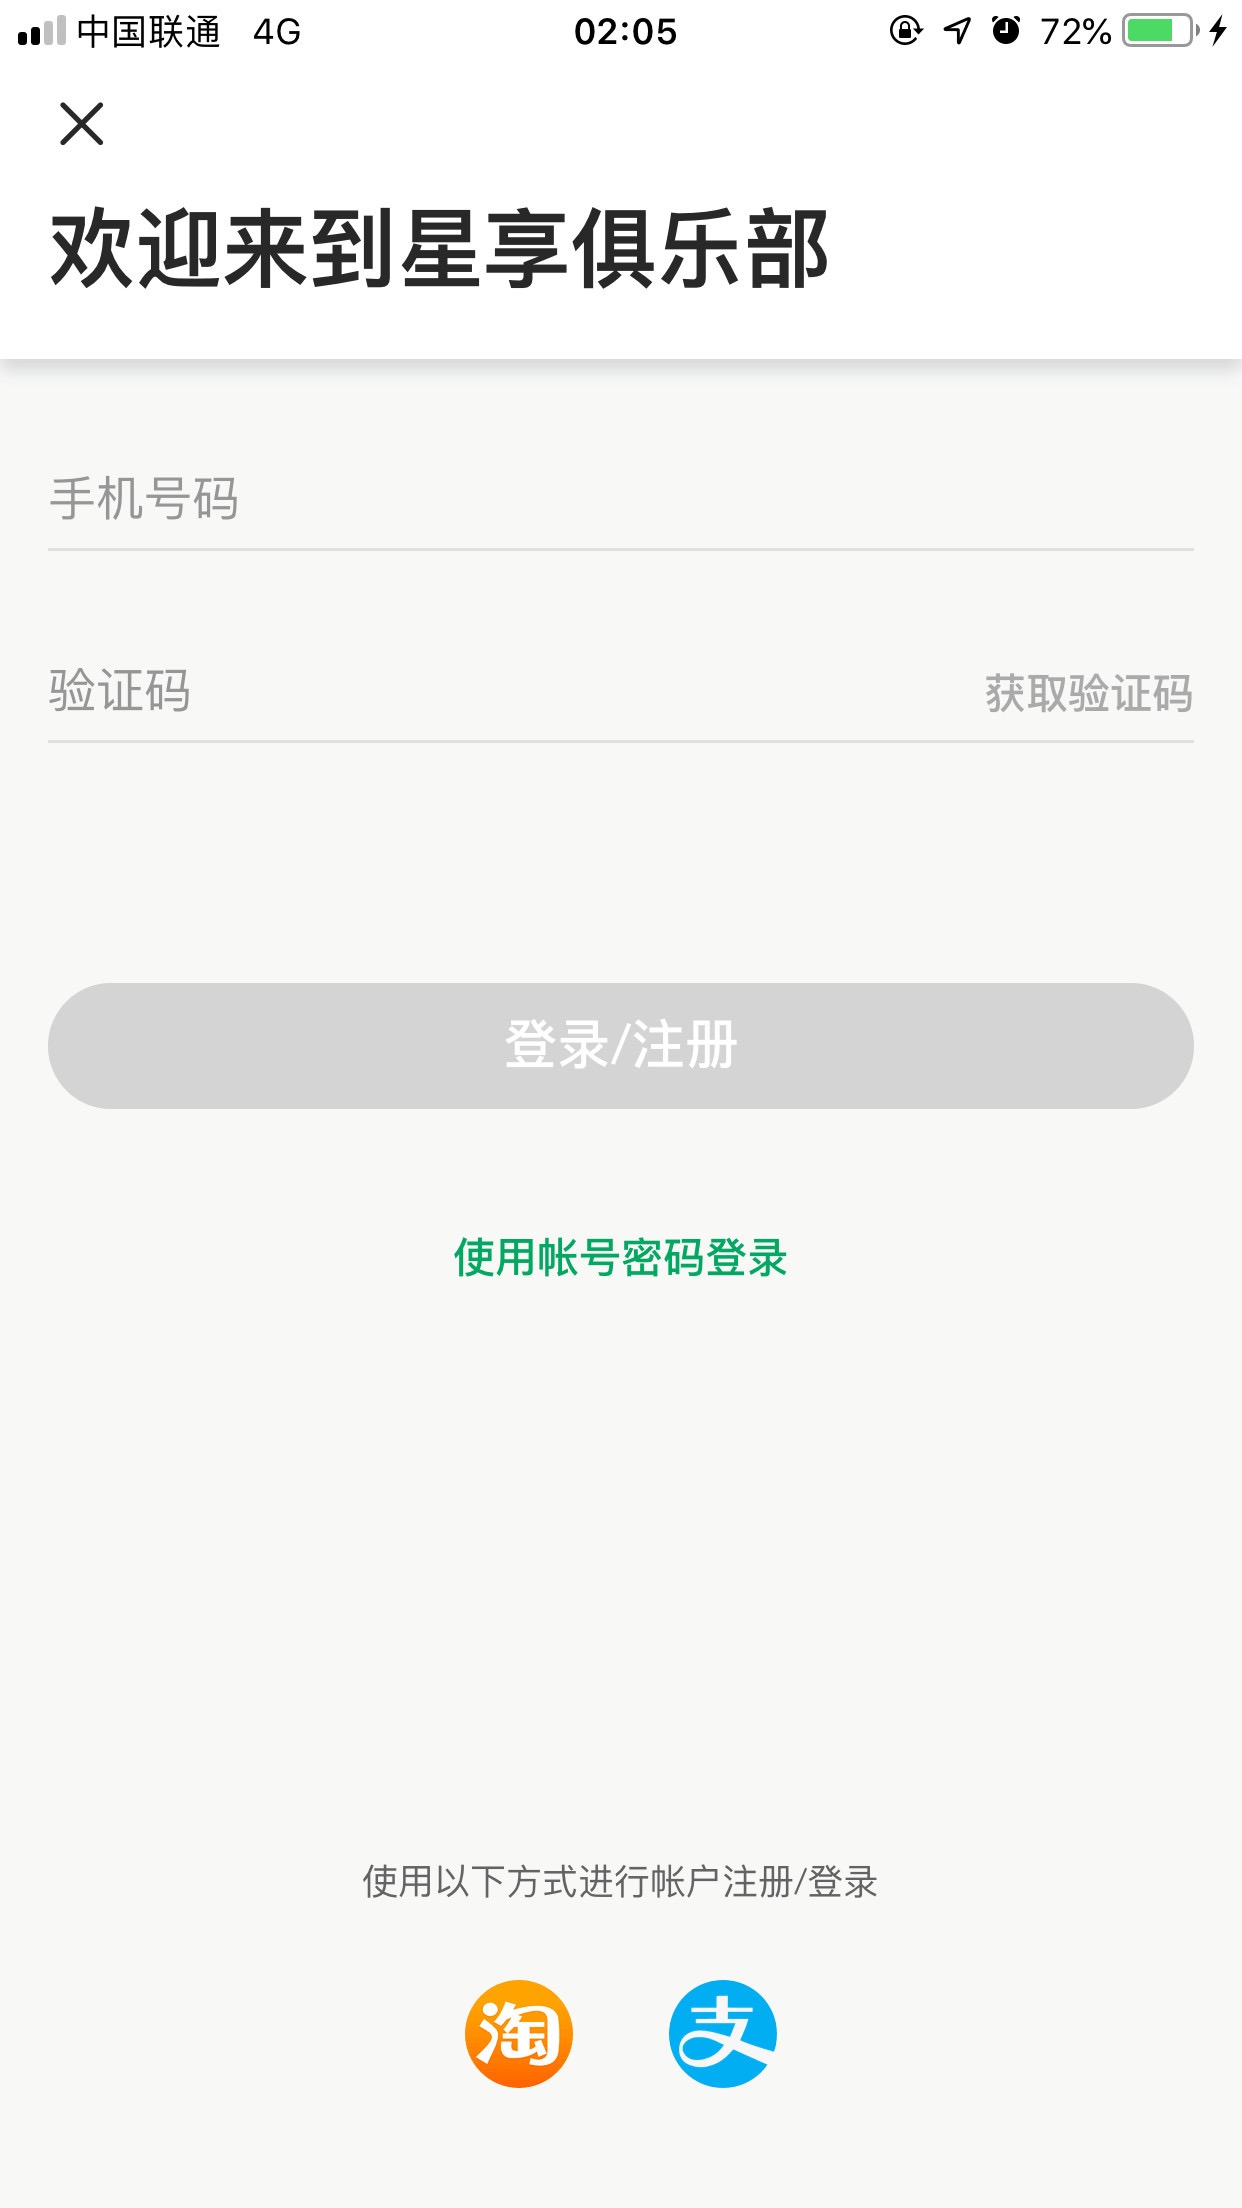 中国联通 4G 02:05 72%
欢迎来到星享俱乐部
手机号码
验证码 获取验证码
登录/注册
使用帐号密码登录
使用以下方式进行帐户注册/登录
淘 支